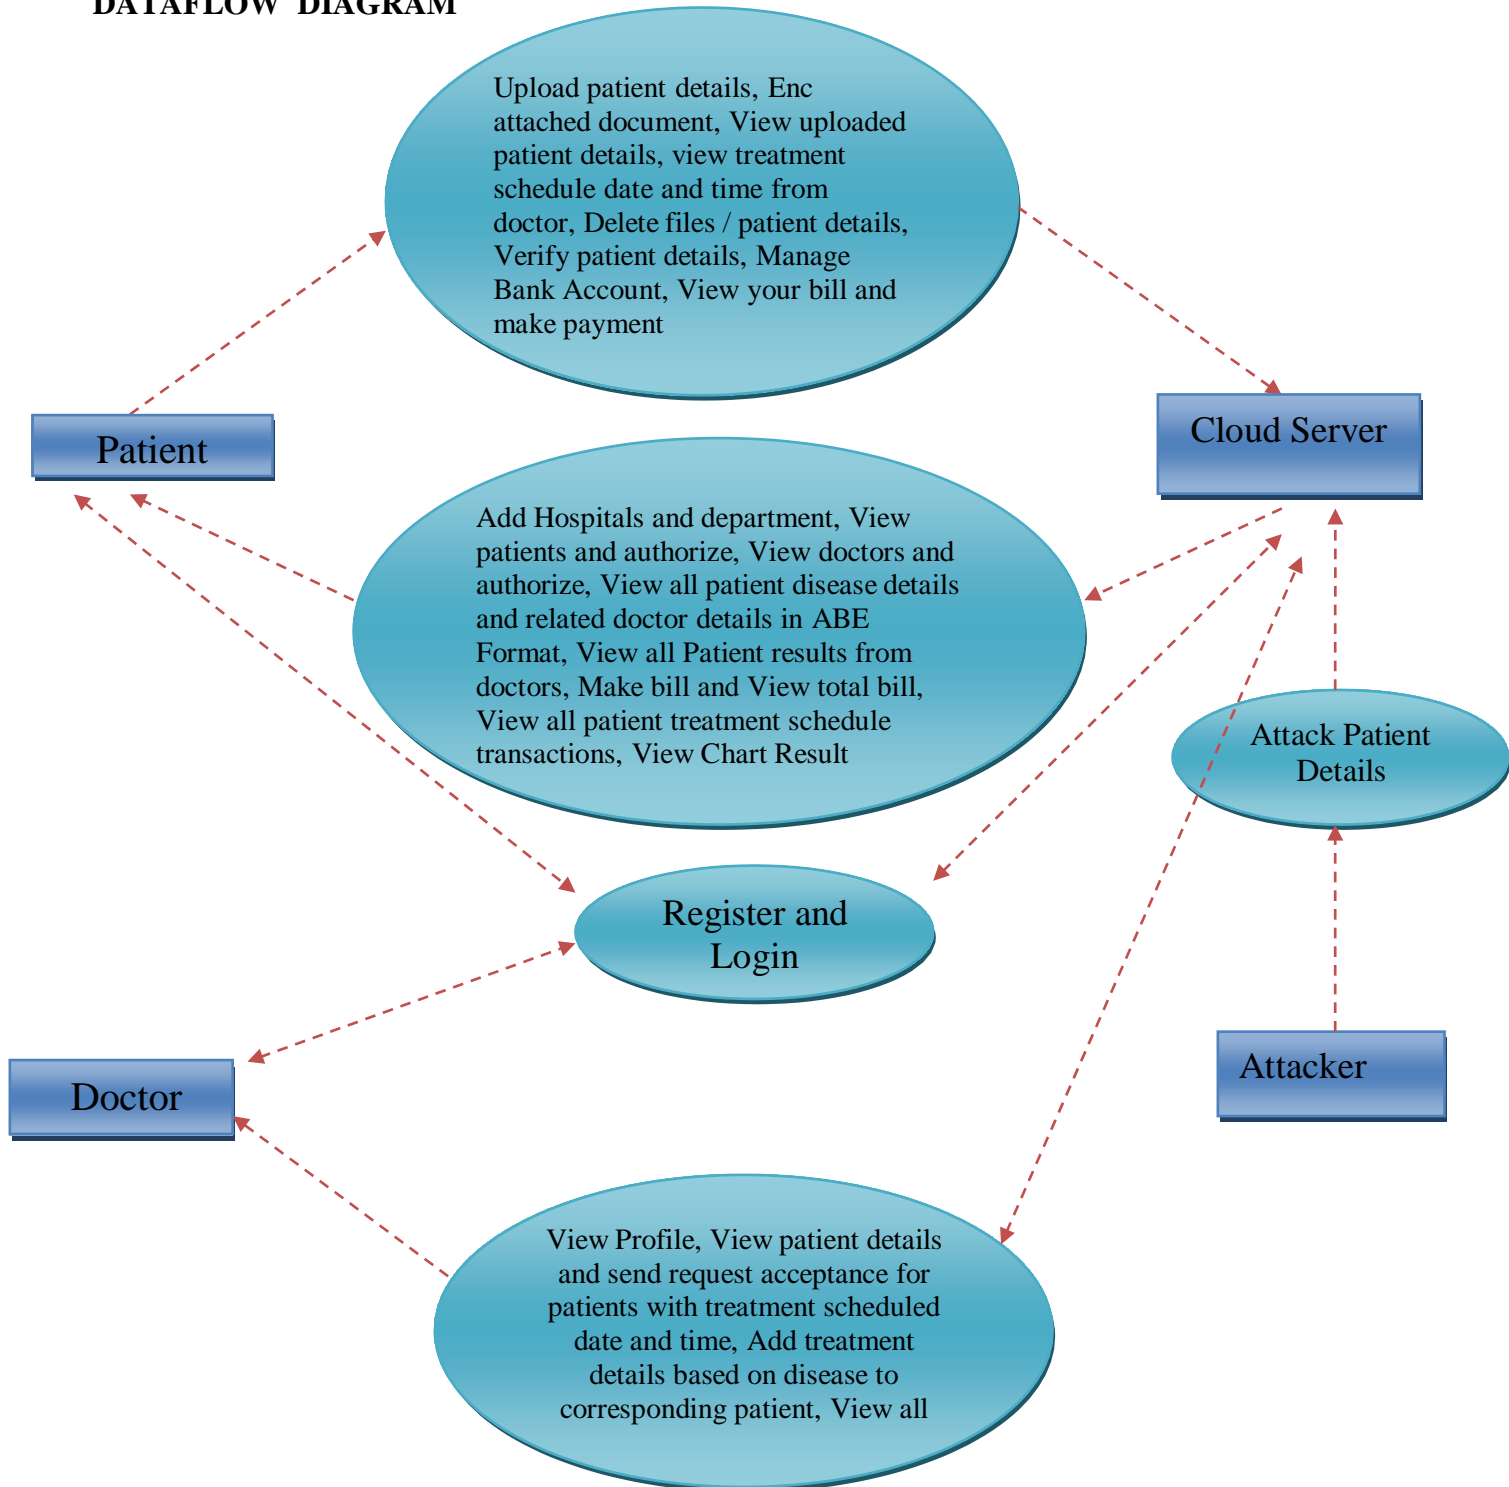 DATAFLOW DIAGRAM
Upload patient details, Enc
attached document, View uploaded
patient details, view treatment
schedule date and time from
doctor, Delete files / patient details,
Verify patient details, Manage
Bank Account, View your bill and
make payment
Patient
Cloud Server
Add Hospitals and department, View
patients and authorize, View doctors and
authorize, View all patient disease details
and related doctor details in ABE
Format, View all Patient results from
doctors, Make bill and View total bill,
View all patient treatment schedule
transactions, View Chart Result
Attack Patient
Details
Register and
Login
Doctor
Attacker
View Profile, View patient details
and send request acceptance for
patients with treatment scheduled
date and time, Add treatment
details based on disease to
corresponding patient, View all